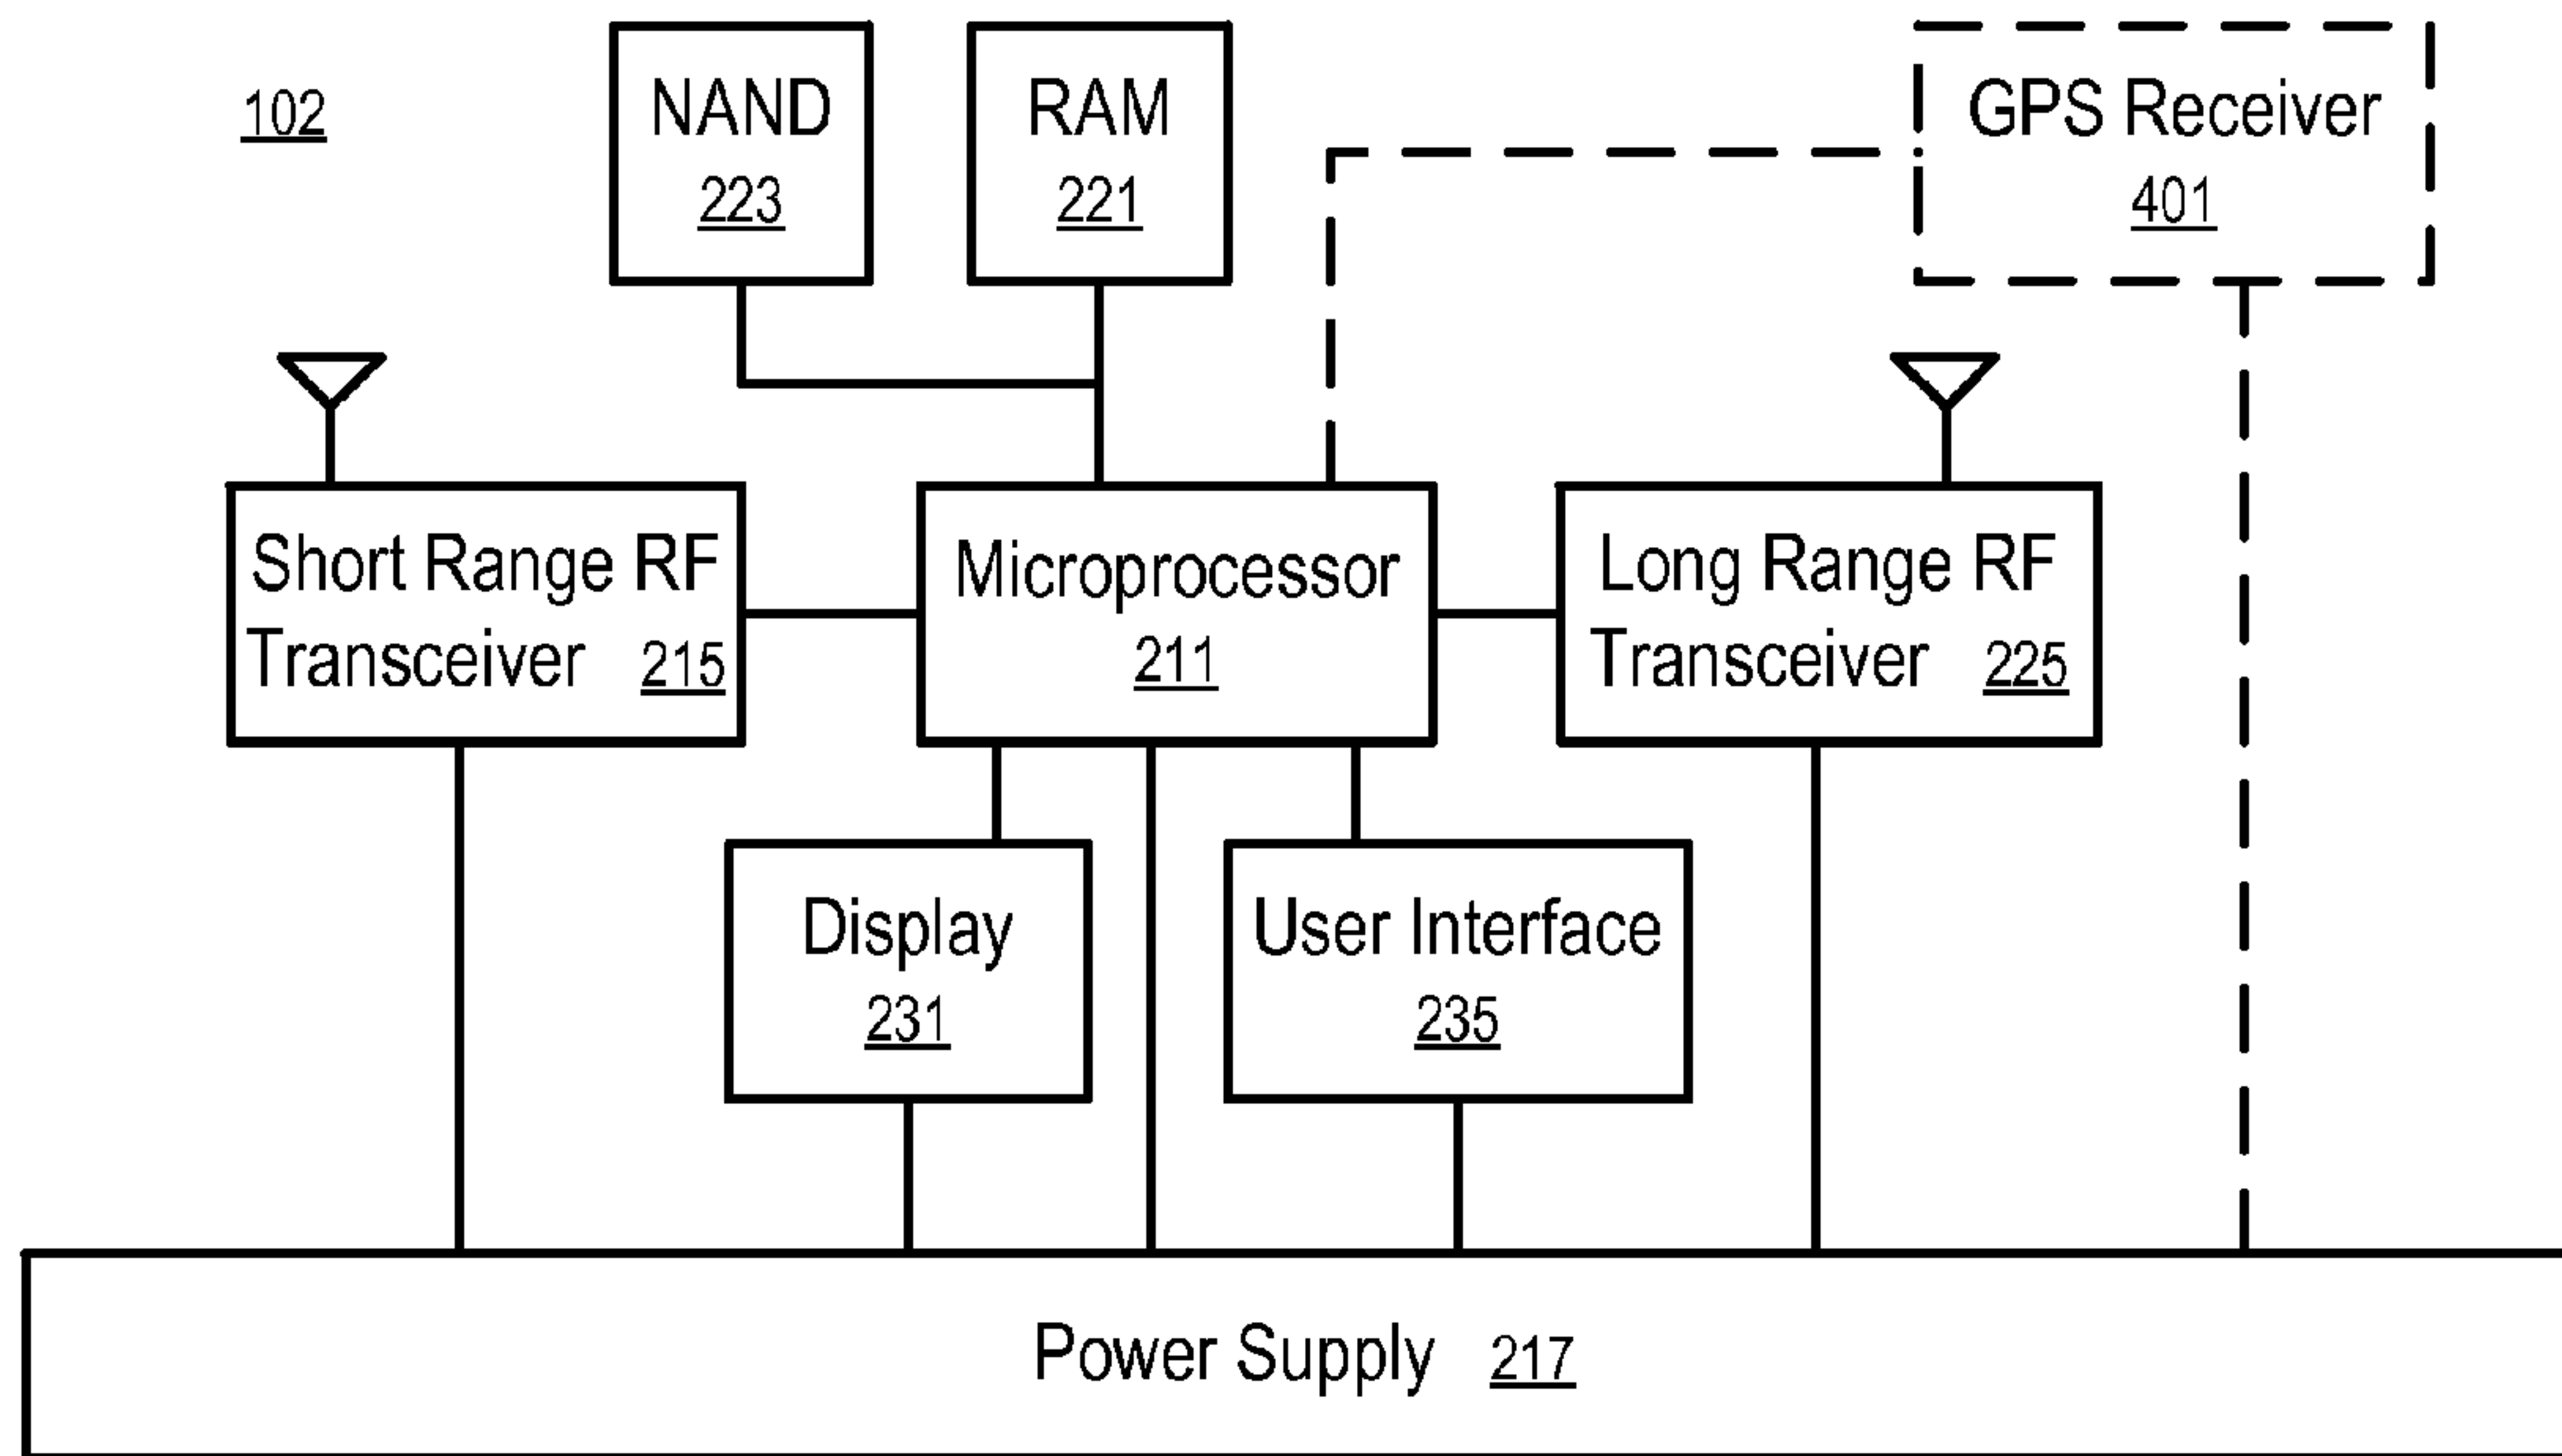 102
NAND
223
RAM
221
GPS Receiver
401
Short Range RF
Transceiver 215
Microprocessor
211
Long Range RF
Transceiver 225
Display
231
User Interface
235
Power Supply 217